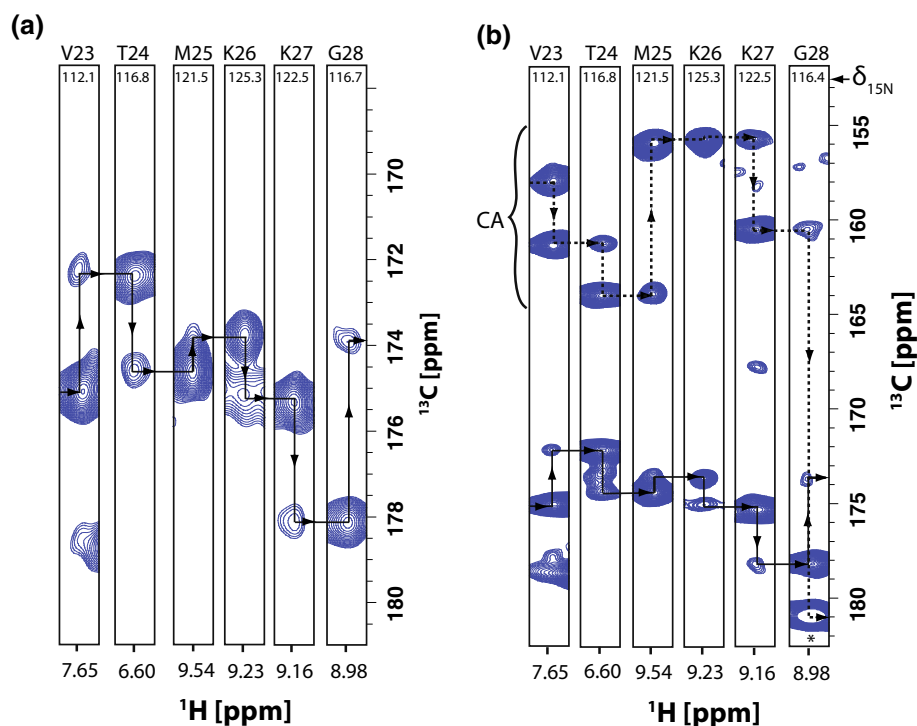 (a)
V23 T24 M25 K26 K27 G28
112.1 116.8 121.5 125.3 122.5 116.7
170
172
174
176
178
180
13C [ppm]
7.65 6.60 9.54 9.23 9.16 8.98
1H [ppm]
(b)
V23 T24 M25 K26 K27 G28
112.1 116.8 121.5 125.3 122.5 116.4
δ15N
CA
155
160
165
170
175
180
13C [ppm]
*
7.65 6.60 9.54 9.23 9.16 8.98
1H [ppm]